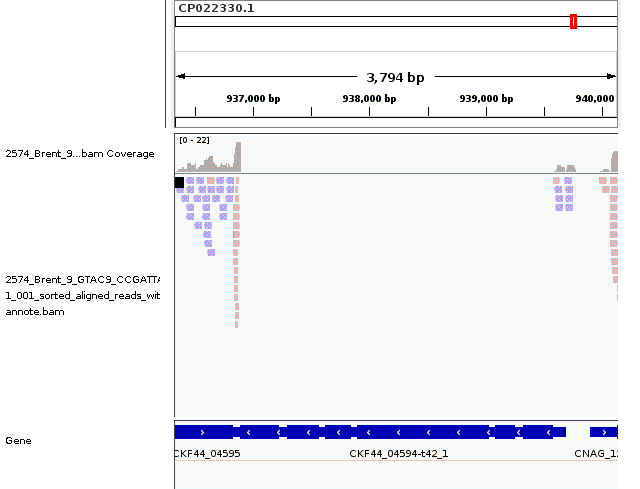 CP022330.1
3,794 bp
937,000 bp 938,000 bp 939,000 bp 940,000
[0 - 22]
2574_Brent_9...bam Coverage
2574_Brent_9_GTAC9_CCGATTA
1_001_sorted_aligned_reads_wit
annote.bam
Gene
CKF44_04595 CKF44_04594-t42_1 CNAG_1